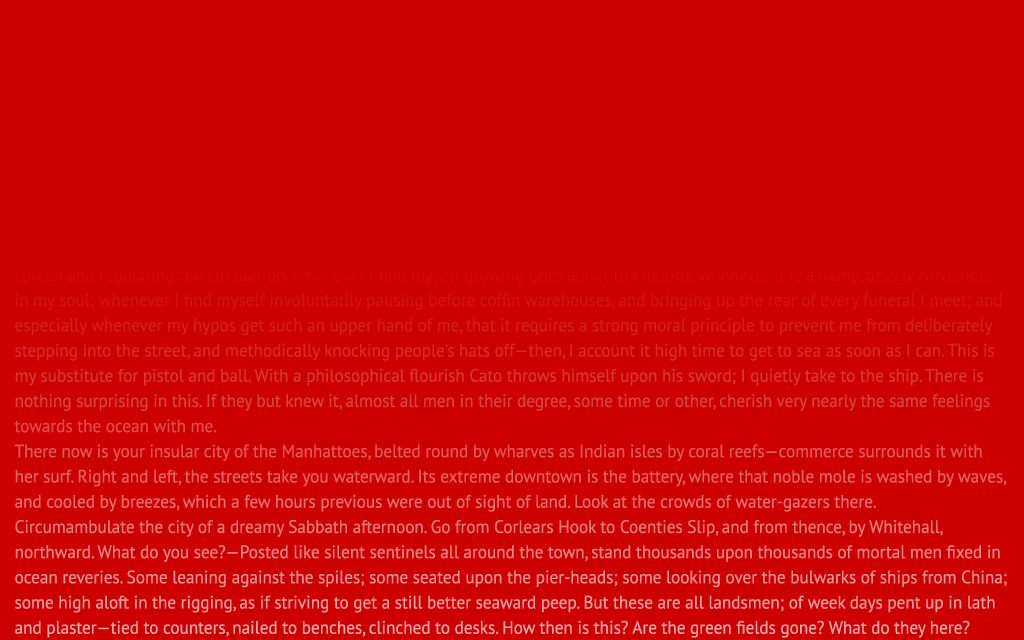 spleen and regulating the circulation. Whenever I find myself growing grim about the mouth; whenever it is a damp, drizzly November
in my soul; whenever I find myself involuntarily pausing before coffin warehouses, and bringing up the rear of every funeral I meet; and
especially whenever my hypos get such an upper hand of me, that it requires a strong moral principle to prevent me from deliberately
stepping into the street, and methodically knocking people's hats off—then, I account it high time to get to sea as soon as I can. This is
my substitute for pistol and ball. With a philosophical flourish Cato throws himself upon his sword; I quietly take to the ship. There is
nothing surprising in this. If they but knew it, almost all men in their degree, some time or other, cherish very nearly the same feelings
towards the ocean with me.
There now is your insular city of the Manhattoes, belted round by wharves as Indian isles by coral reefs—commerce surrounds it with
her surf. Right and left, the streets take you waterward. Its extreme downtown is the battery, where that noble mole is washed by waves,
and cooled by breezes, which a few hours previous were out of sight of land. Look at the crowds of water-gazers there.
Circumambulate the city of a dreamy Sabbath afternoon. Go from Corlears Hook to Coenties Slip, and from thence, by Whitehall,
northward. What do you see?—Posted like silent sentinels all around the town, stand thousands upon thousands of mortal men fixed in
ocean reveries. Some leaning against the spiles; some seated upon the pier-heads; some looking over the bulwarks of ships from China;
some high aloft in the rigging, as if striving to get a still better seaward peep. But these are all landsmen; of week days pent up in lath
and plaster—tied to counters, nailed to benches, clinched to desks. How then is this? Are the green fields gone? What do they here?